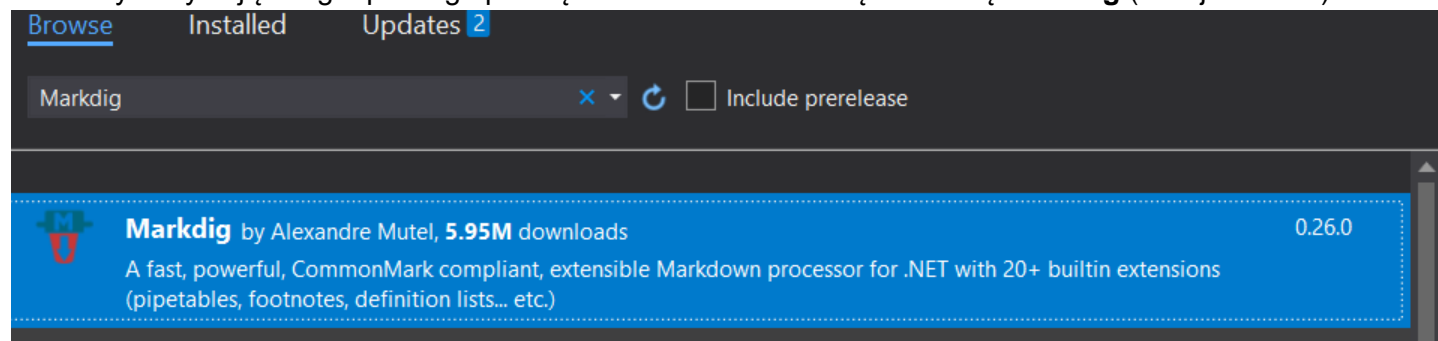 Browse Installed Updates 2
Markdig Include prerelease
Markdig by Alexandre Mutel, 5.95M downloads 0.26.0
A fast, powerful, CommonMark compliant, extensible Markdown processor for .NET with 20+ builtin extensions
(pipetables, footnotes, definition lists... etc.)